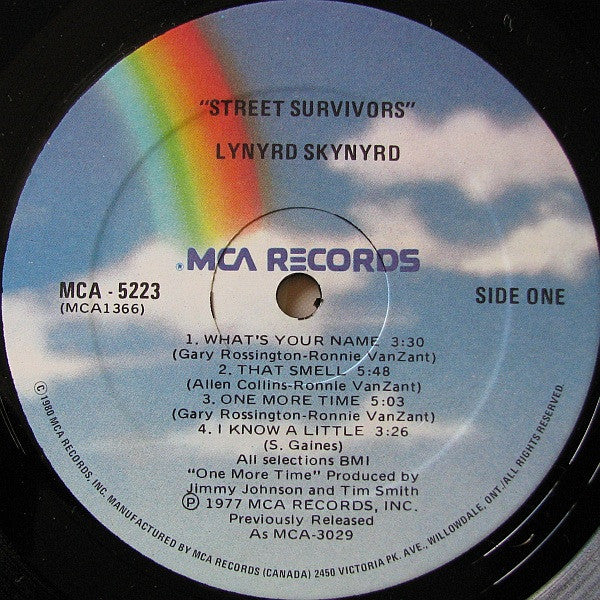 "STREET SURVIVORS"
LYNYRD SKYNYRD
®MCA RECORDS
MCA - 5223
(MCA1366)
SIDE ONE
1. WHAT'S YOUR NAME 3:30
(Gary Rossington-Ronnie VanZant)
2. THAT SMELL 5:48
(Allen Collins-Ronnie VanZant)
3. ONE MORE TIME 5:03
(Gary Rossington-Ronnie VanZant)
4. I KNOW A LITTLE 3:26
(S. Gaines)
All selections BMI
"One More Time" Produced by
Jimmy Johnson and Tim Smith
Ⓟ 1977 MCA RECORDS, INC.
Previously Released
As MCA-3029
© 1980 MCA RECORDS, INC. MANUFACTURED BY MCA RECORDS (CANADA) 2450 VICTORIA PK. AVE., WILLOWDALE, ONT./ALL RIGHTS RESERVED